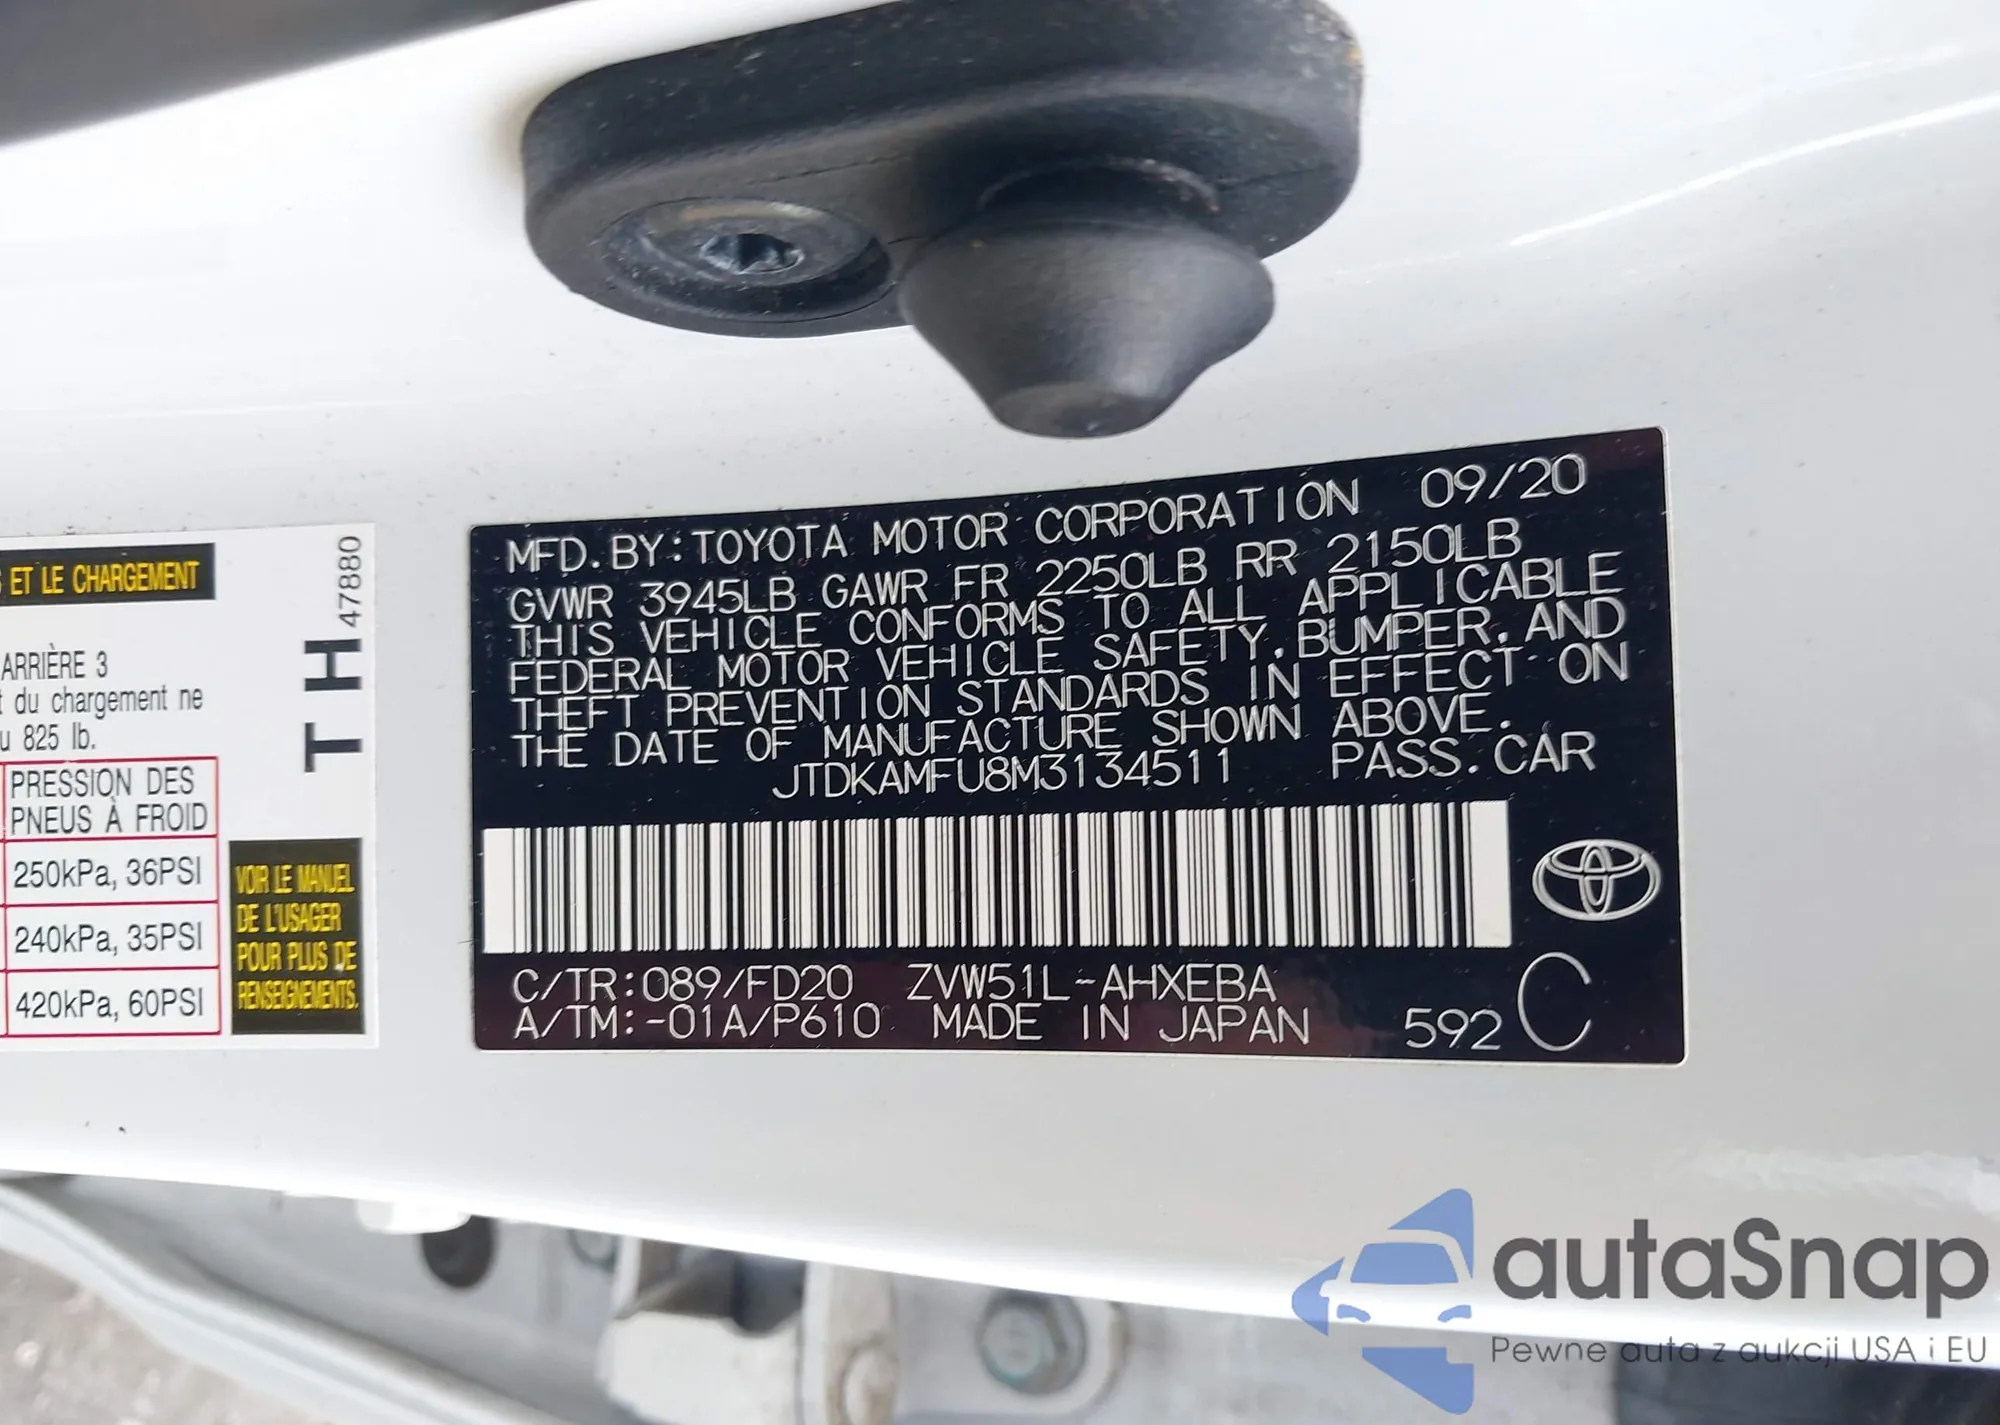 ET LE CHARGEMENT
ARRIÈRE 3
du chargement ne
825 lb.
PRESSION DES
PNEUS À FROID
250kPa, 36PSI
240kPa, 35PSI
420kPa, 60PSI
TH 47880
VOIR LE MANUEL
DE L'USAGER
POUR PLUS DE
RENSEIGNEMENTS.
MFD. BY: TOYOTA MOTOR CORPORATION 09/20
GVWR 3945LB GAWR FR 2250LB RR 2150LB
THIS VEHICLE CONFORMS TO ALL APPLICABLE
FEDERAL MOTOR VEHICLE SAFETY, BUMPER, AND
THEFT PREVENTION STANDARDS IN EFFECT ON
THE DATE OF MANUFACTURE SHOWN ABOVE.
JTDKAMFU8M3134511 PASS. CAR
C/TR: 089/FD20 ZVW51L-AHXEBA
A/TM: -01A/P610 MADE IN JAPAN 592 C
autaSnap
Pewne auta z aukcji USA i EU